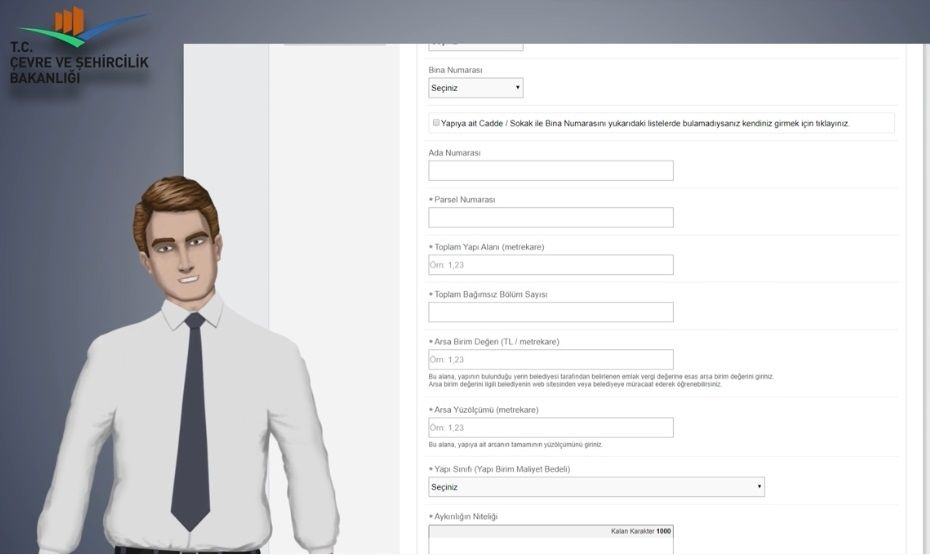 T.C.
ÇEVRE VE ŞEHİRCİLİK
BAKANLIĞI
Bina Numarası
Seçiniz
Yapıya ait Cadde / Sokak ile Bina Numarasını yukarıdaki listelerde bulamadıysanız kendiniz girmek için tıklayınız.
Ada Numarası
* Parsel Numarası
* Toplam Yapı Alanı (metrekare)
Örn: 1,23
* Toplam Bağımsız Bölüm Sayısı
* Arsa Birim Değeri (TL / metrekare)
Örn: 1,23
Bu alana, yapının bulunduğu yerin belediyesi tarafından belirlenen emlak vergi değerine esas arsa birim değerini giriniz.
Arsa birim değerini ilgili belediyenin web sitesinden veya belediyeye müracaat ederek öğrenebilirsiniz.
* Arsa Yüzölçümü (metrekare)
Örn: 1,23
Bu alana, yapıya ait arsanın tamamının yüzölçümünü giriniz.
* Yapı Sınıfı (Yapı Birim Maliyet Bedeli)
Seçiniz
* Aykırılığın Niteliği
Kalan Karakter 1000